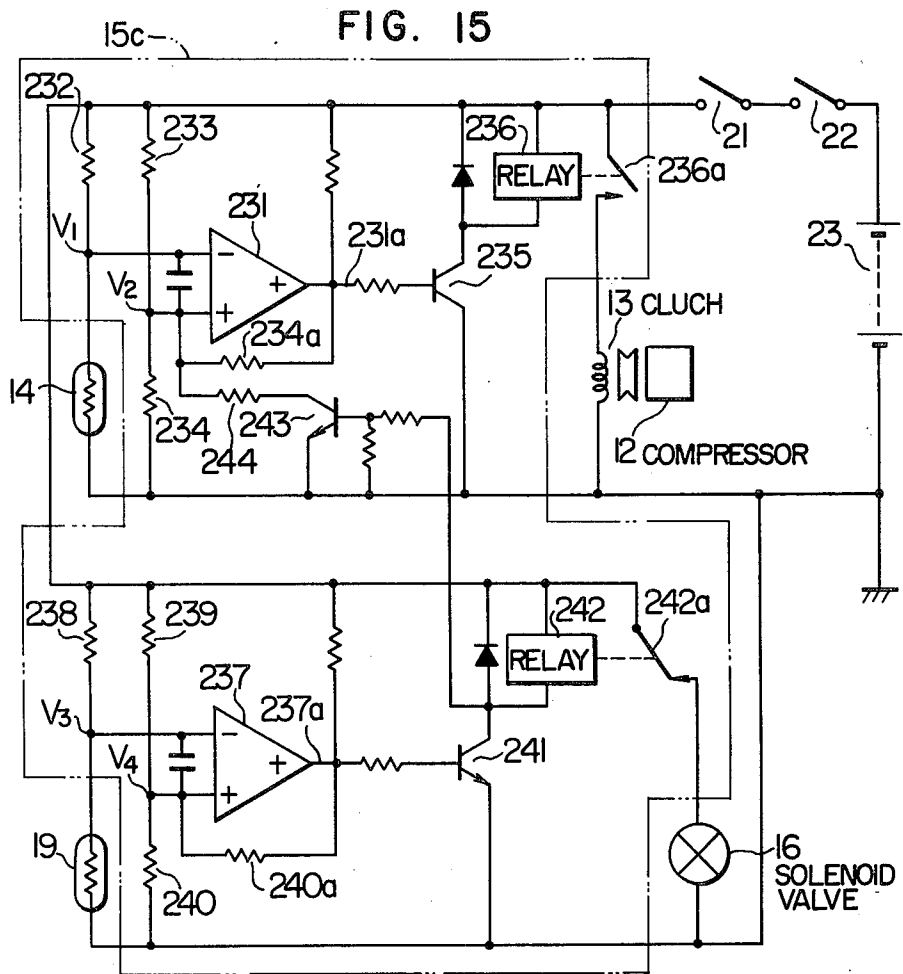 FIG. 15
15c
232
233
236
RELAY
21
22
236a
231
V1
231a
235
23
V2
−
+
+
234a
13 CLUCH
14
234
244
243
12 COMPRESSOR
238
239
242
242a
RELAY
237
237a
V3
−
V4
+
+
241
19
240
240a
16
SOLENOID
VALVE